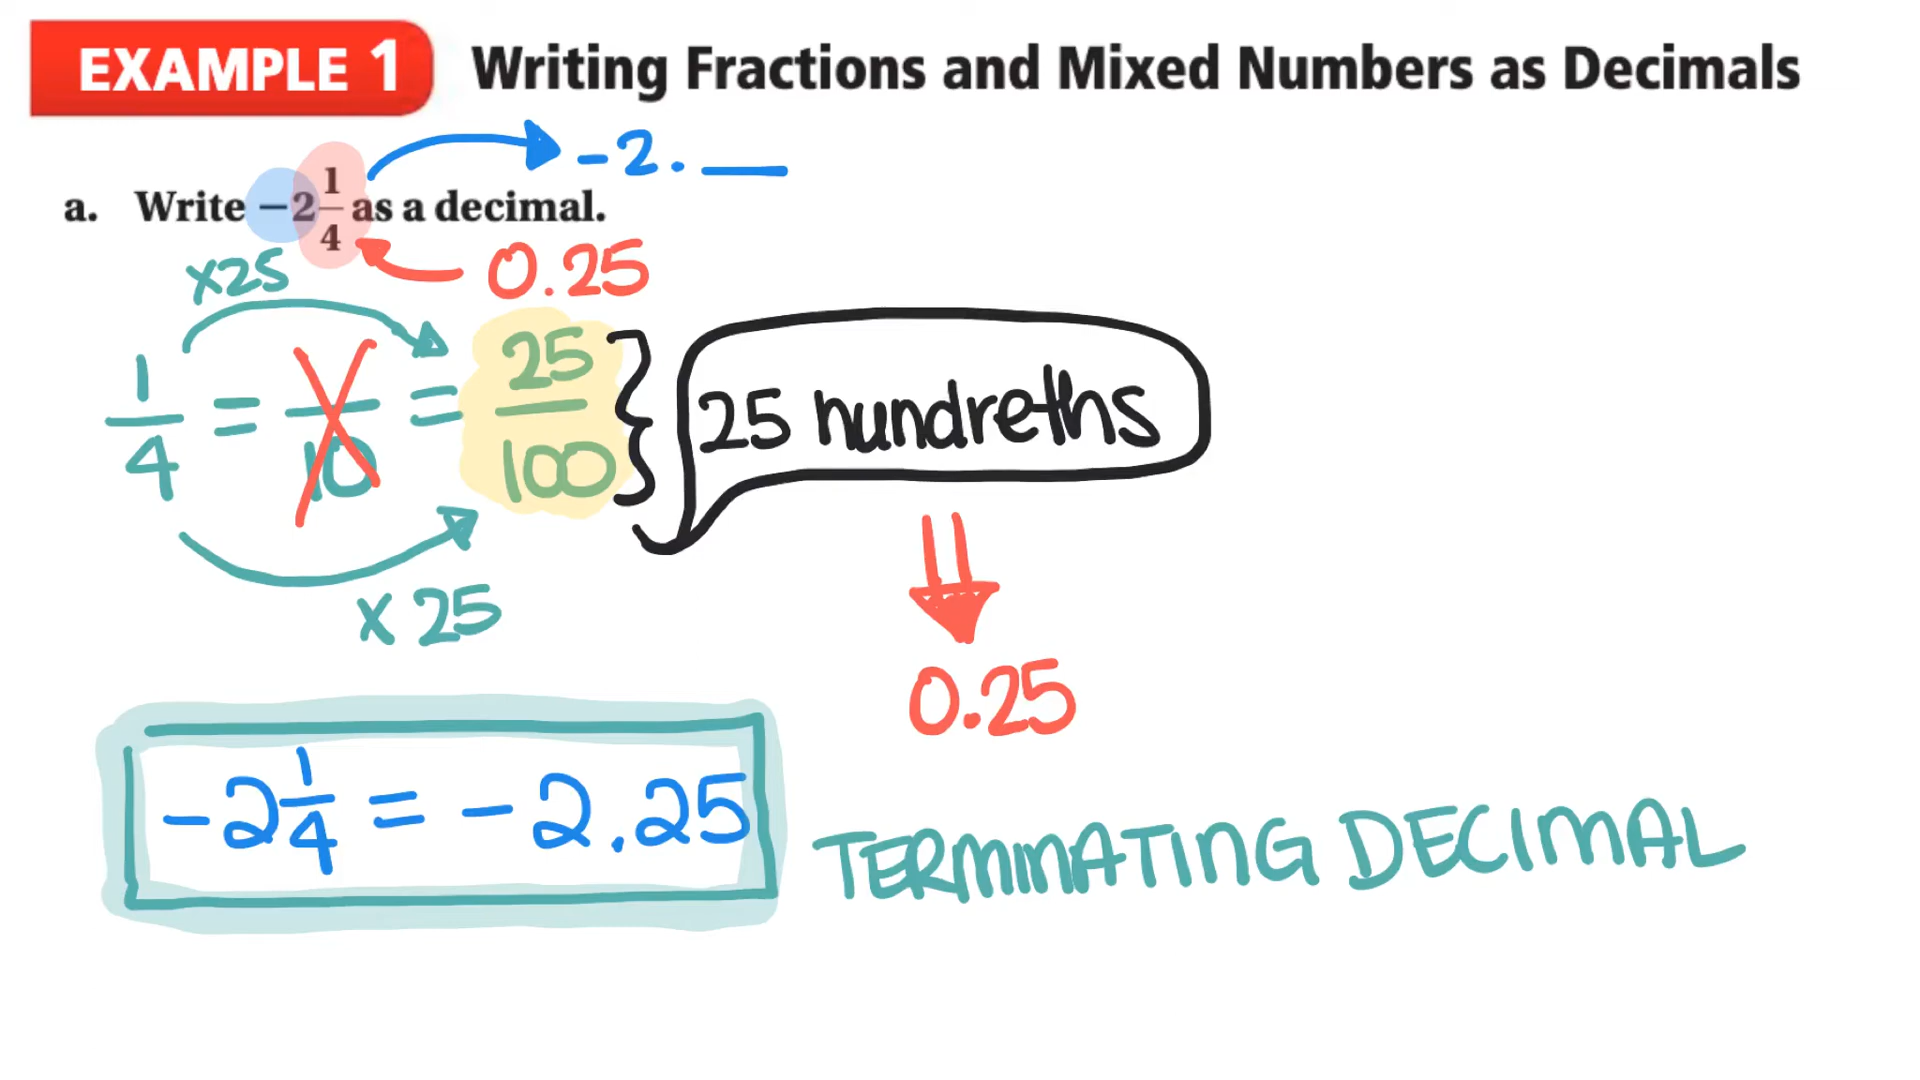 EXAMPLE 1 Writing Fractions and Mixed Numbers as Decimals
-2.__
a. Write −2 1/4 as a decimal.
x25
0.25
1/4 = /10 = 25/100 } 25 hundreths
x 25
0.25
-2 1/4 = -2.25
TERMINATING DECIMAL